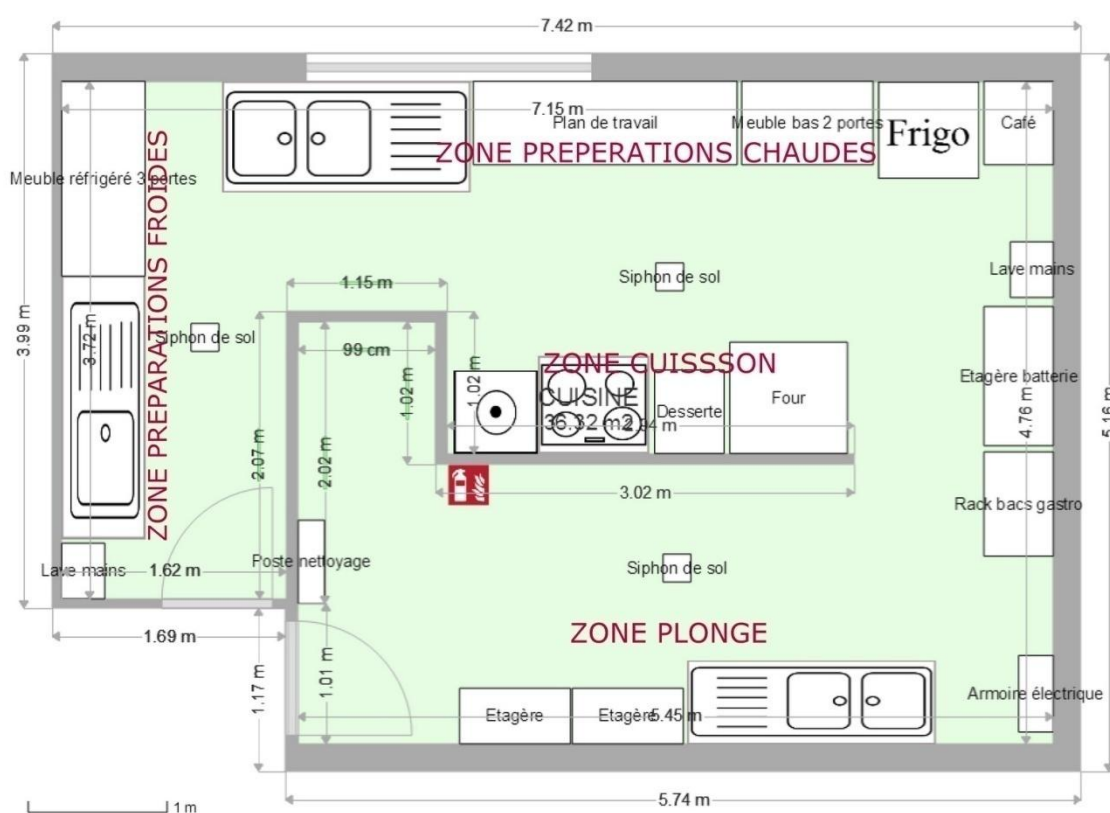 7.42 m
7.15 m
Plan de travail
Meuble bas 2 portes
Frigo
Café
ZONE PREPERATIONS CHAUDES
Meuble réfrigéré 3 portes
ZONE PREPARATIONS FROIDES
Siphon de sol
Lave mains
1.15 m
3.99 m
3.72 m
Siphon de sol
99 cm
1.02 m
1.02 m
ZONE CUISSSON
CUISINE
36.32 m2
2.94 m
Desserte
Four
Etagère batterie
4.76 m
5.16 m
2.07 m
2.02 m
3.02 m
Rack bacs gastro
Poste nettoyage
Siphon de sol
Lave mains
1.62 m
1.69 m
ZONE PLONGE
1.17 m
1.01 m
Armoire électrique
Etagère
Etagère
5.45 m
5.74 m
1 m